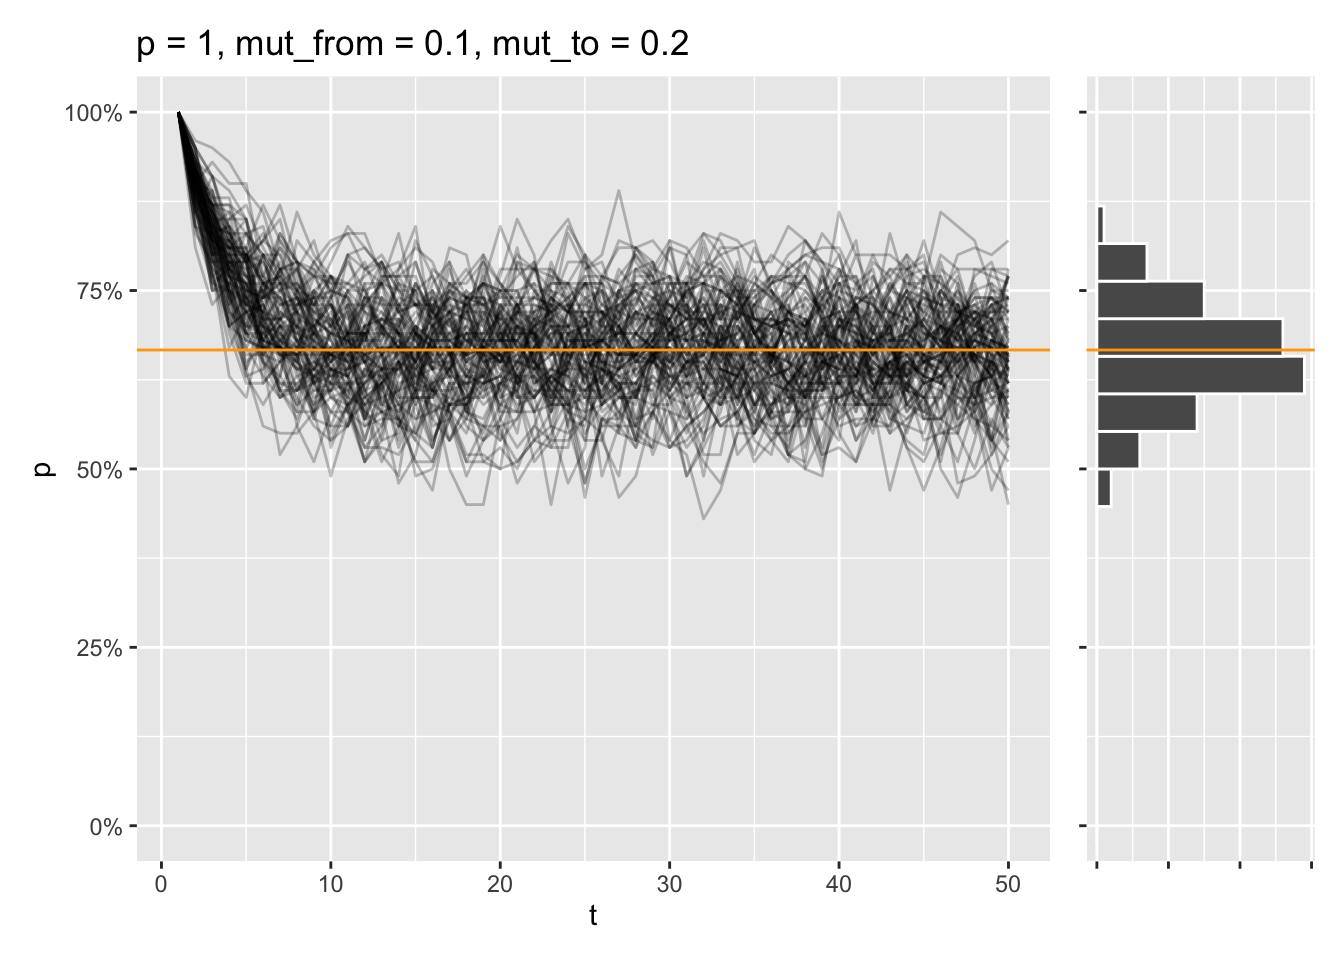 p = 1, mut_from = 0.1, mut_to = 0.2
100%
75%
50%
25%
0%
p
0 10 20 30 40 50
t